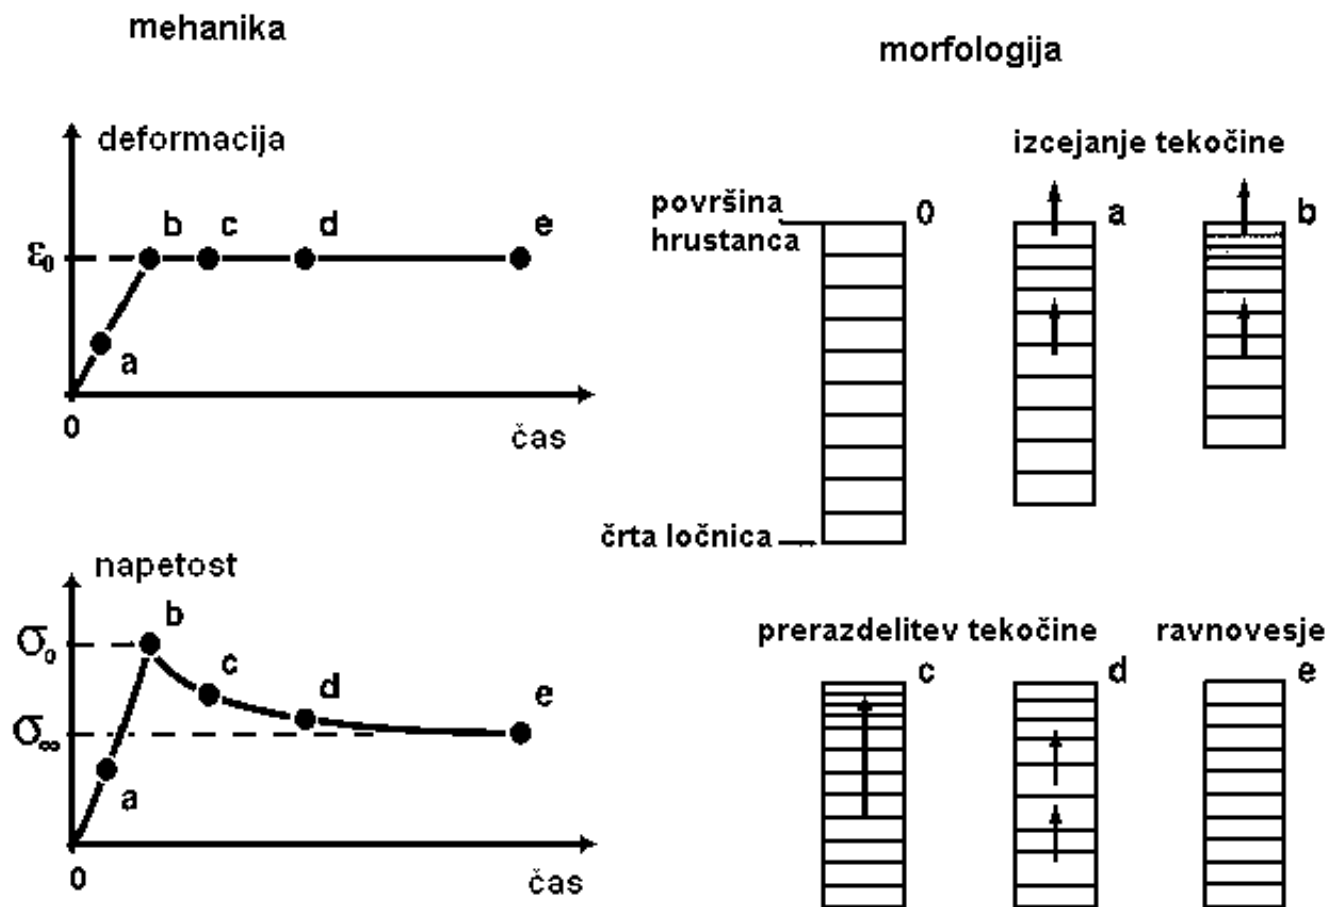 mehanika
deformacija
ε₀
a
b
c
d
e
0
čas
napetost
σ₀
σ∞
a
b
c
d
e
0
čas
morfologija
izcejanje tekočine
površina
hrustanca
0
a
b
črta ločnica
prerazdelitev tekočine
ravnovesje
c
d
e